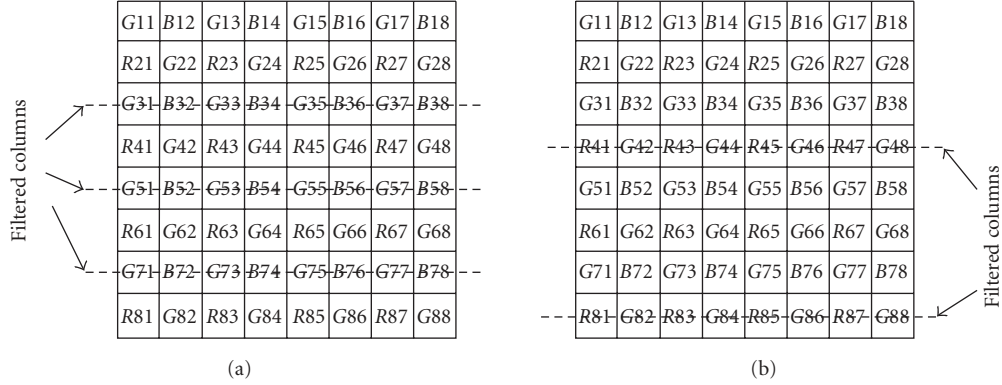 G11 B12 G13 B14 G15 B16 G17 B18
R21 G22 R23 G24 R25 G26 R27 G28
G31 B32 G33 B34 G35 B36 G37 B38
R41 G42 R43 G44 R45 G46 R47 G48
G51 B52 G53 B54 G55 B56 G57 B58
R61 G62 R63 G64 R65 G66 R67 G68
G71 B72 G73 B74 G75 B76 G77 B78
R81 G82 R83 G84 R85 G86 R87 G88
Filtered columns
(a)
G11 B12 G13 B14 G15 B16 G17 B18
R21 G22 R23 G24 R25 G26 R27 G28
G31 B32 G33 B34 G35 B36 G37 B38
R41 G42 R43 G44 R45 G46 R47 G48
G51 B52 G53 B54 G55 B56 G57 B58
R61 G62 R63 G64 R65 G66 R67 G68
G71 B72 G73 B74 G75 B76 G77 B78
R81 G82 R83 G84 R85 G86 R87 G88
Filtered columns
(b)